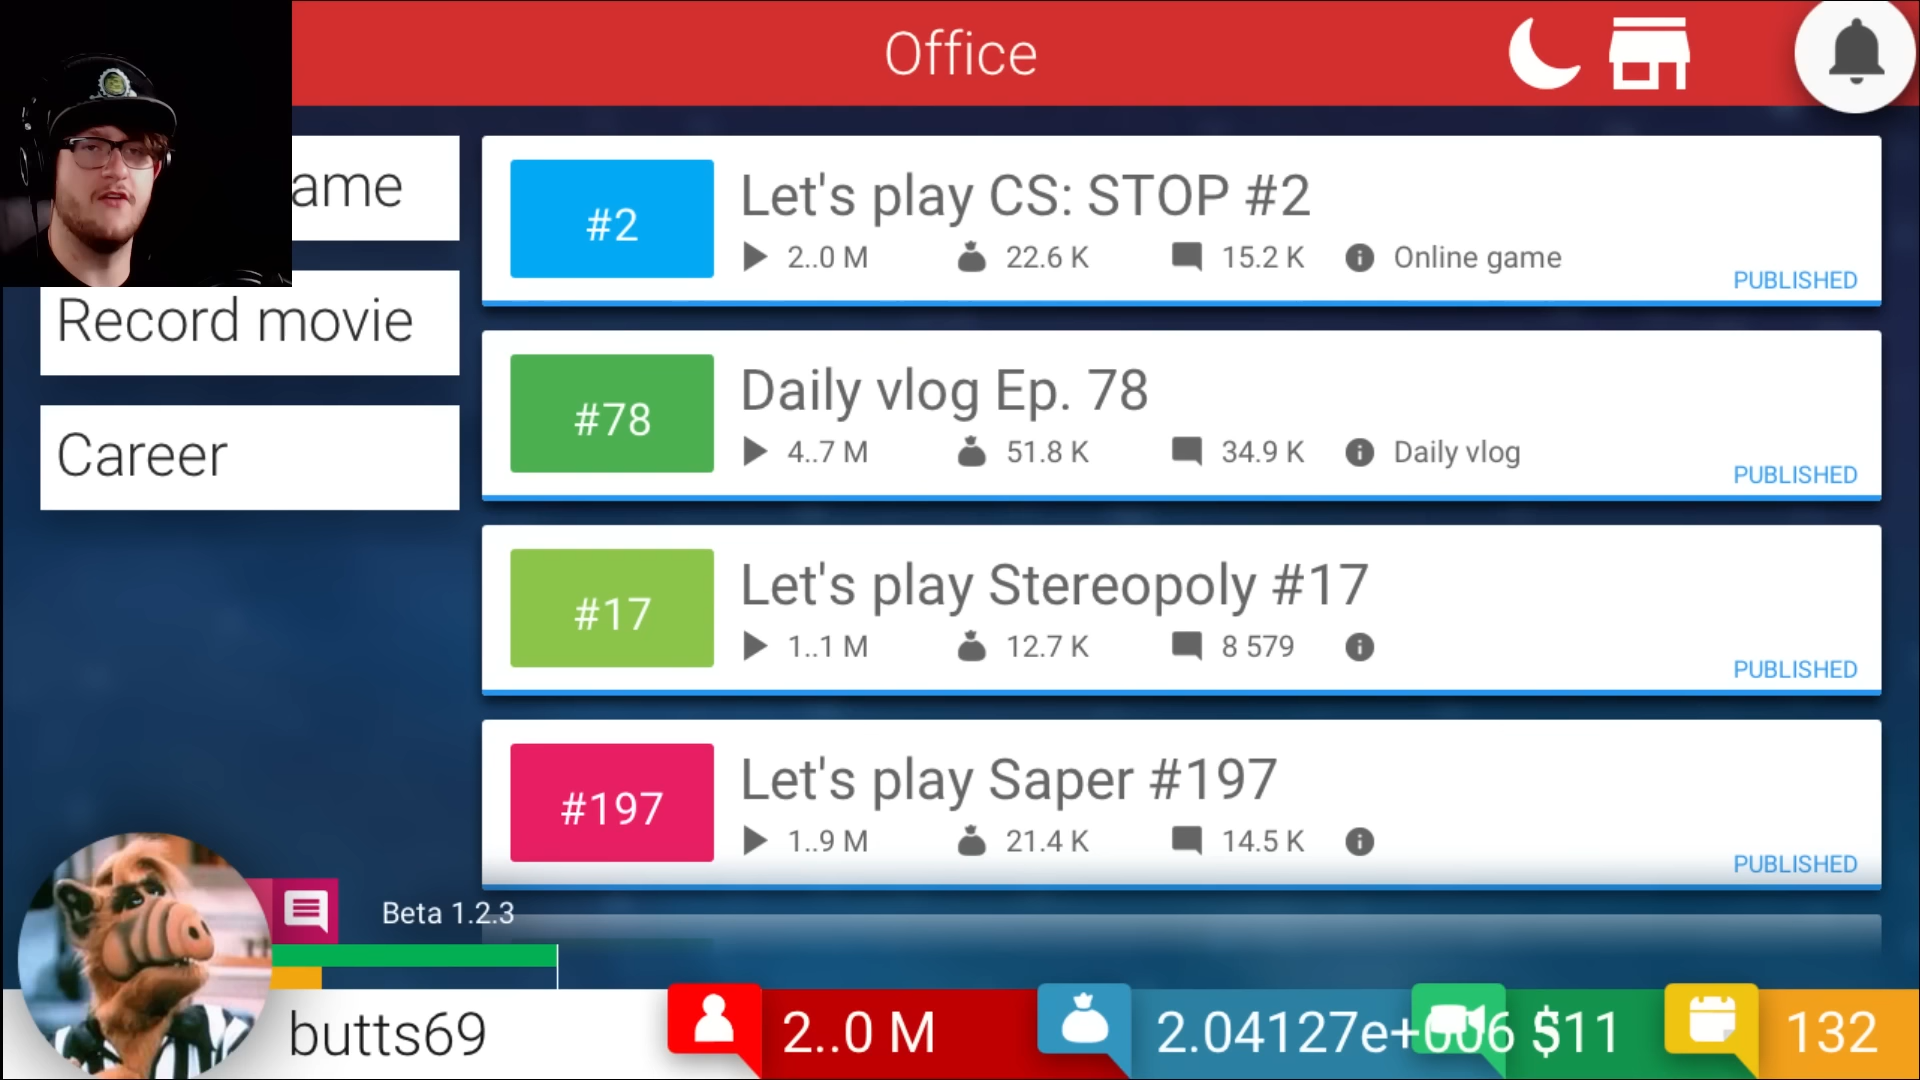 Office
ame
Record movie
Career
#2
Let's play CS: STOP #2
2..0 M 22.6 K 15.2 K Online game
PUBLISHED
#78
Daily vlog Ep. 78
4..7 M 51.8 K 34.9 K Daily vlog
PUBLISHED
#17
Let's play Stereopoly #17
1..1 M 12.7 K 8 579
PUBLISHED
#197
Let's play Saper #197
1..9 M 21.4 K 14.5 K
PUBLISHED
Beta 1.2.3
butts69 2..0 M 2.04127e+006 $ 11 132